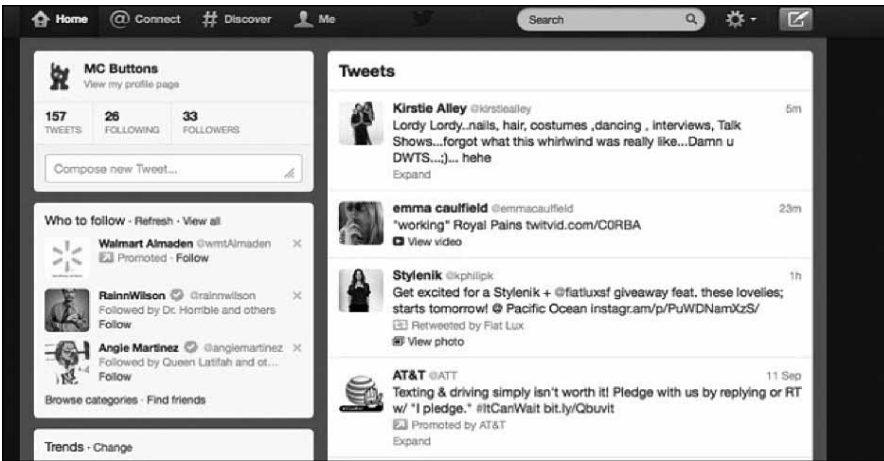 Home @ Connect # Discover Me Search
MC Buttons
View my profile page
157 26 33
TWEETS FOLLOWING FOLLOWERS
Compose new Tweet...
Who to follow · Refresh · View all
Walmart Almaden @wmtAlmaden
Promoted · Follow
RainnWilson @rainnwilson
Followed by Dr. Horrible and others
Follow
Angie Martinez @angiemartinez
Followed by Queen Latifah and ot...
Follow
Browse categories · Find friends
Trends · Change
Tweets
Kirstie Alley @kirstiealley 5m
Lordy Lordy..nails, hair, costumes ,dancing , interviews, Talk
Shows...forgot what this whirlwind was really like...Damn u
DWTS...;)... hehe
Expand
emma caulfield @emmacaulfield 23m
"working" Royal Pains twitvid.com/C0RBA
View video
Stylenik @kphilipk 1h
Get excited for a Stylenik + @fiatluxsf giveaway feat. these lovelies;
starts tomorrow! @ Pacific Ocean instagr.am/p/PuWDNamXzS/
Retweeted by Fiat Lux
View photo
AT&T @ATT 11 Sep
Texting & driving simply isn't worth it! Pledge with us by replying or RT
w/ "I pledge." #ItCanWait bit.ly/Qbuvit
Promoted by AT&T
Expand